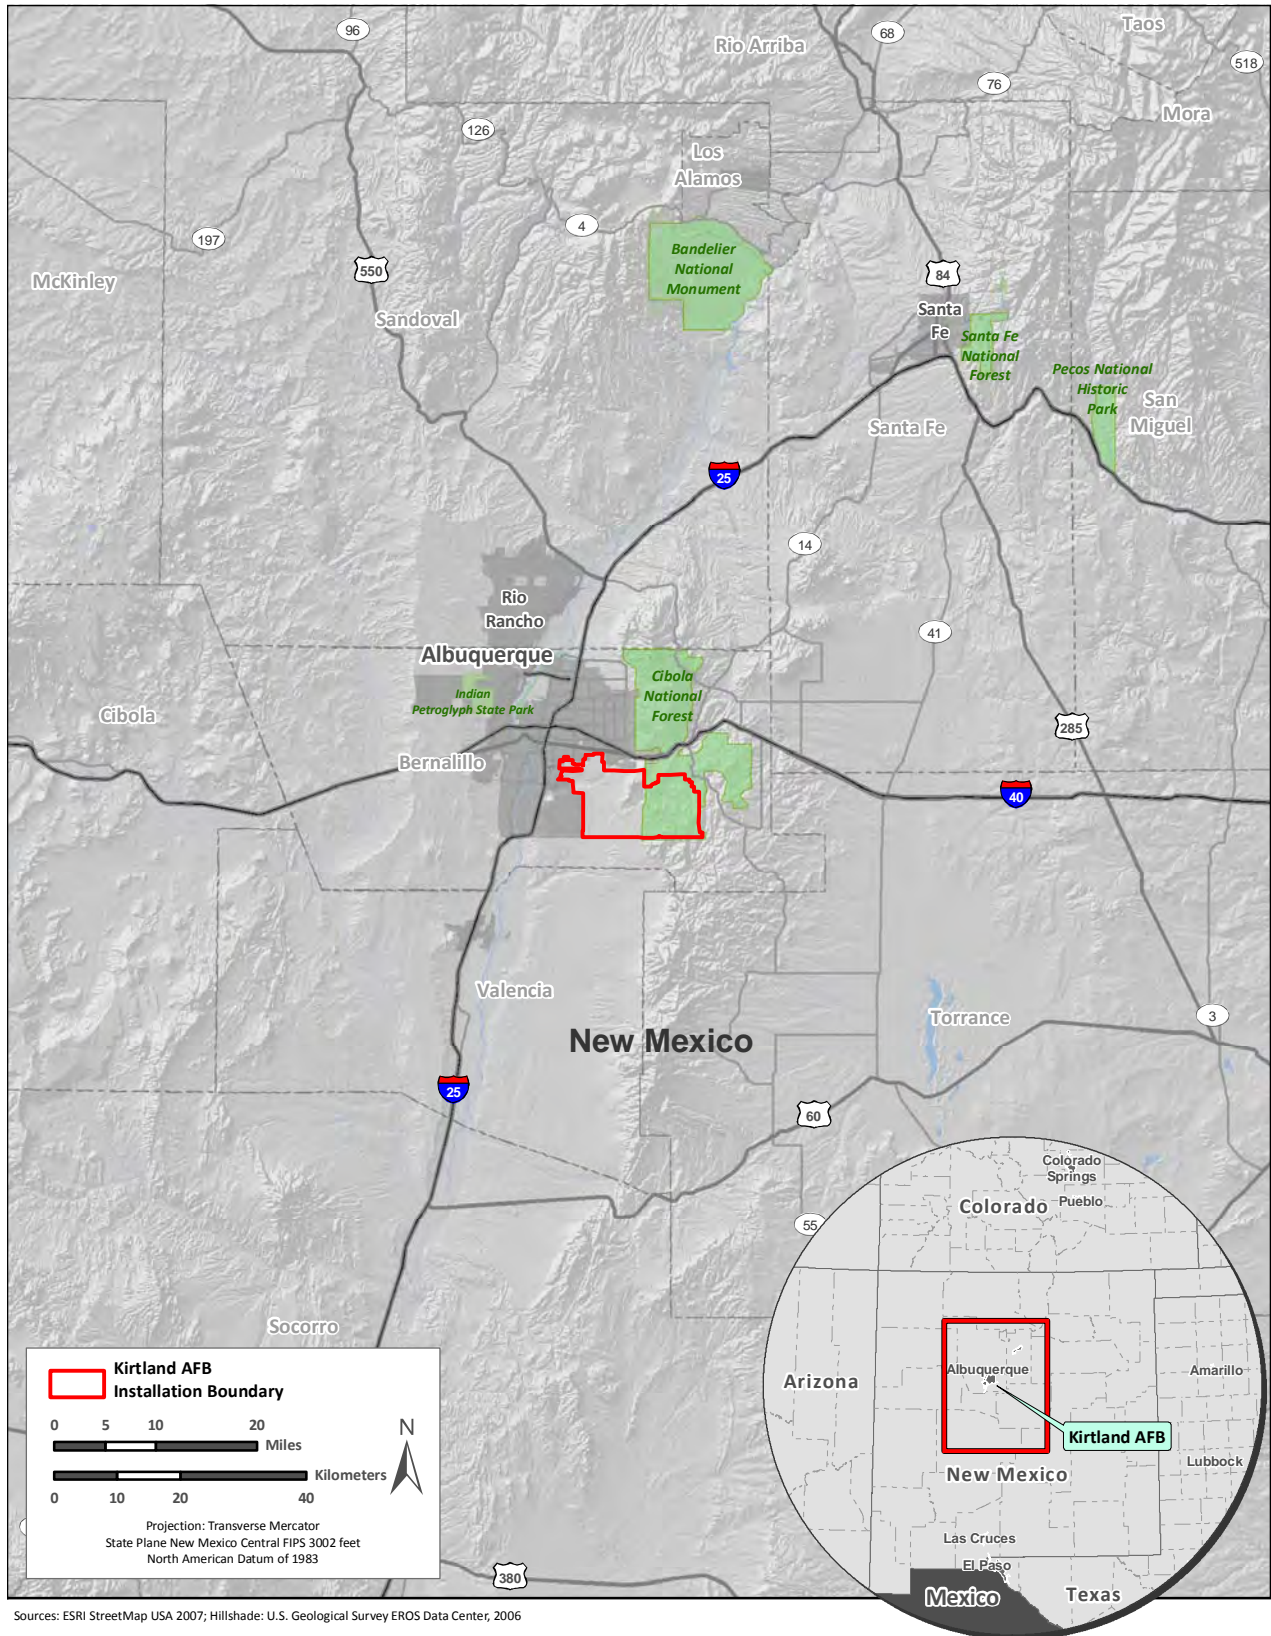 96
Rio Arriba
68
Taos
518
76
Mora
126
Los
Alamos
4
197
McKinley
550
Bandelier
National
Monument
84
Sandoval
Santa
Fe
Santa Fe
National
Forest
Pecos National
Historic
Park
San
Miguel
Santa Fe
25
14
Rio
Rancho
41
Albuquerque
Cibola
National
Forest
Indian
Petroglyph State Park
Cibola
285
Bernalillo
40
Valencia
Torrance
3
New Mexico
25
60
55
Socorro
380
Kirtland AFB
Installation Boundary
0 5 10 20
Miles
Kilometers
0 10 20 40
N
Projection: Transverse Mercator
State Plane New Mexico Central FIPS 3002 feet
North American Datum of 1983
Colorado
Springs
Colorado
Pueblo
Albuquerque
Amarillo
Arizona
Kirtland AFB
Lubbock
New Mexico
Las Cruces
El Paso
Mexico
Texas
Sources: ESRI StreetMap USA 2007; Hillshade: U.S. Geological Survey EROS Data Center, 2006